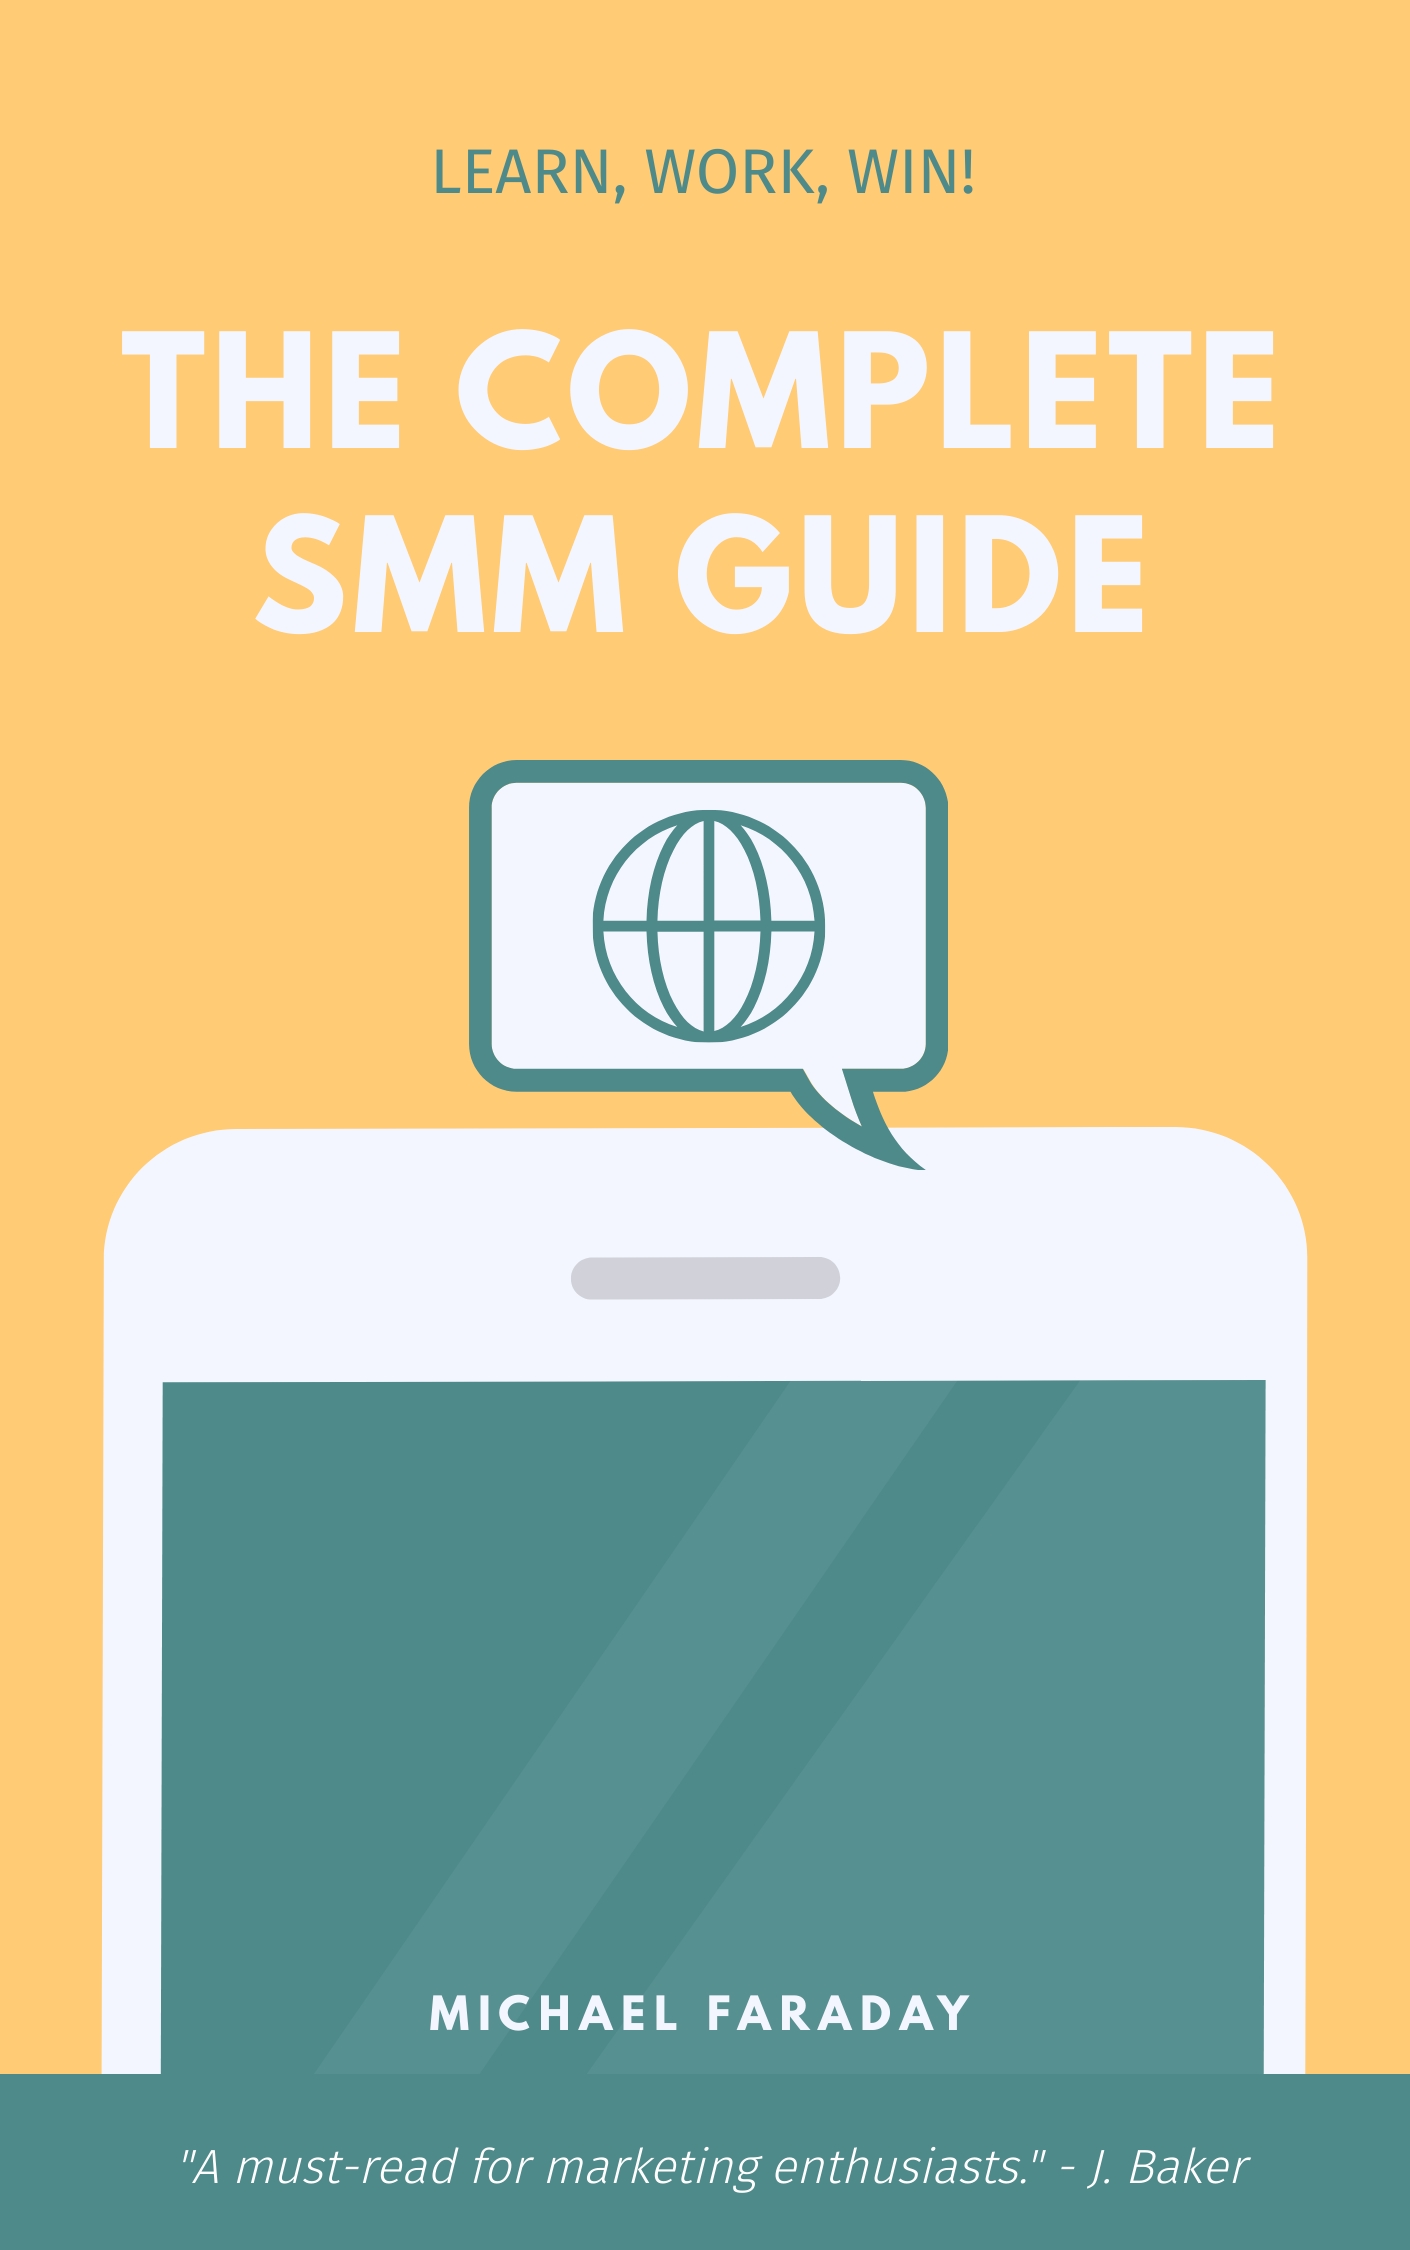 LEARN, WORK, WIN!
THE COMPLETE
SMM GUIDE
MICHAEL FARADAY
"A must-read for marketing enthusiasts." - J. Baker